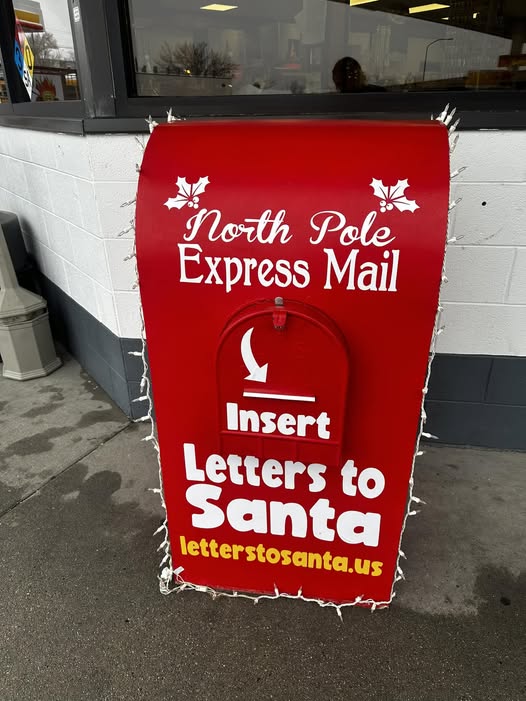 North Pole
Express Mail
Insert
Letters to
Santa
letterstosanta.us